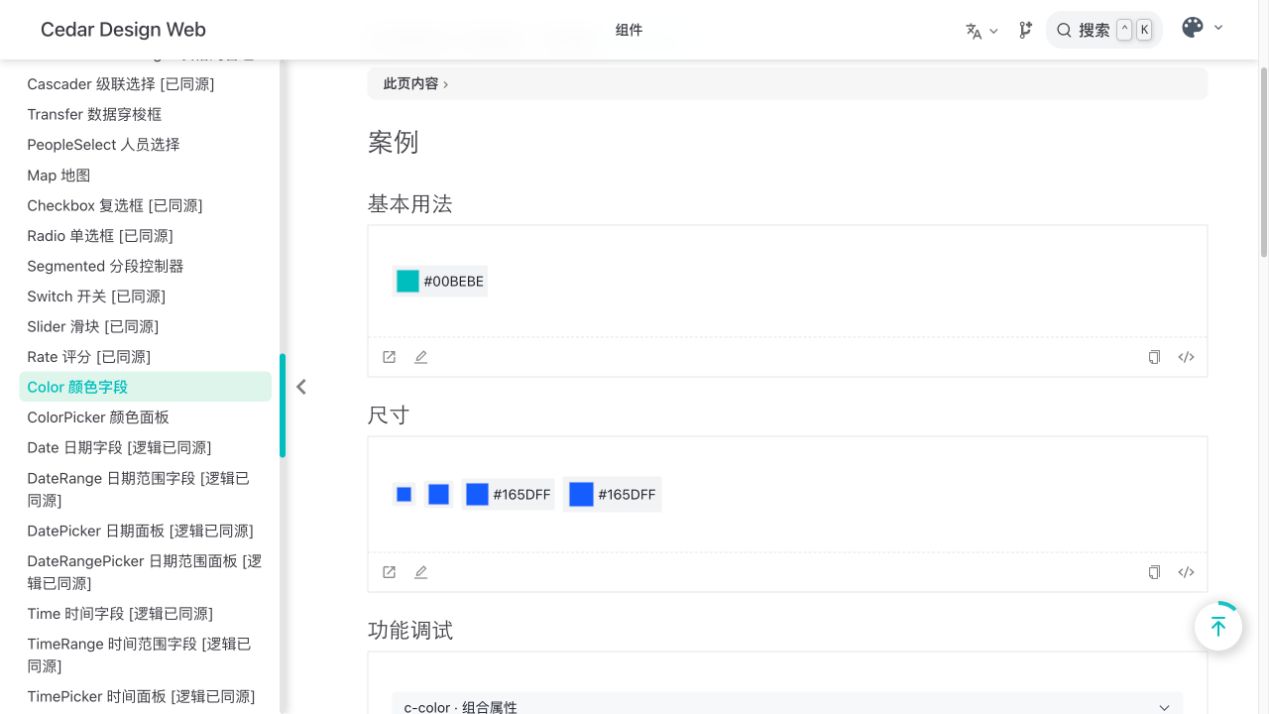 Cedar Design Web
组件
搜索
^
K
Cascader 级联选择 [已同源]
Transfer 数据穿梭框
PeopleSelect 人员选择
Map 地图
Checkbox 复选框 [已同源]
Radio 单选框 [已同源]
Segmented 分段控制器
Switch 开关 [已同源]
Slider 滑块 [已同源]
Rate 评分 [已同源]
Color 颜色字段
ColorPicker 颜色面板
Date 日期字段 [逻辑已同源]
DateRange 日期范围字段 [逻辑已
同源]
DatePicker 日期面板 [逻辑已同源]
DateRangePicker 日期范围面板 [逻
辑已同源]
Time 时间字段 [逻辑已同源]
TimeRange 时间范围字段 [逻辑已
同源]
TimePicker 时间面板 [逻辑已同源]
此页内容 ›
案例
基本用法
#00BEBE
尺寸
#165DFF
#165DFF
功能调试
c-color · 组合属性